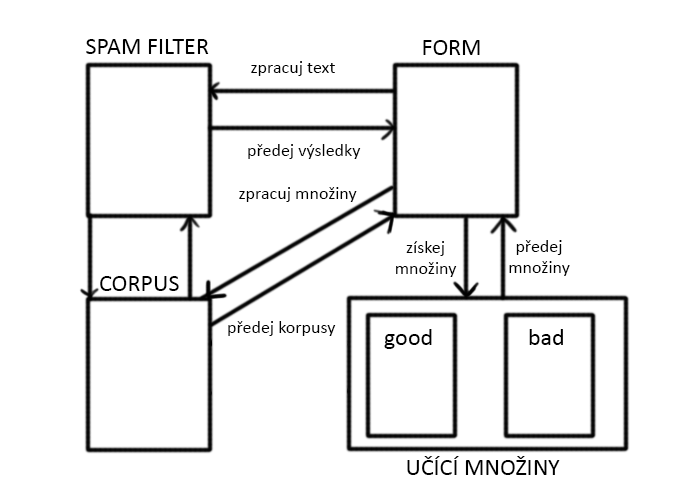 SPAM FILTER
FORM
zpracuj text
předej výsledky
zpracuj množiny
získej
množiny
předej
množiny
CORPUS
předej korpusy
good
bad
UČÍCÍ MNOŽINY